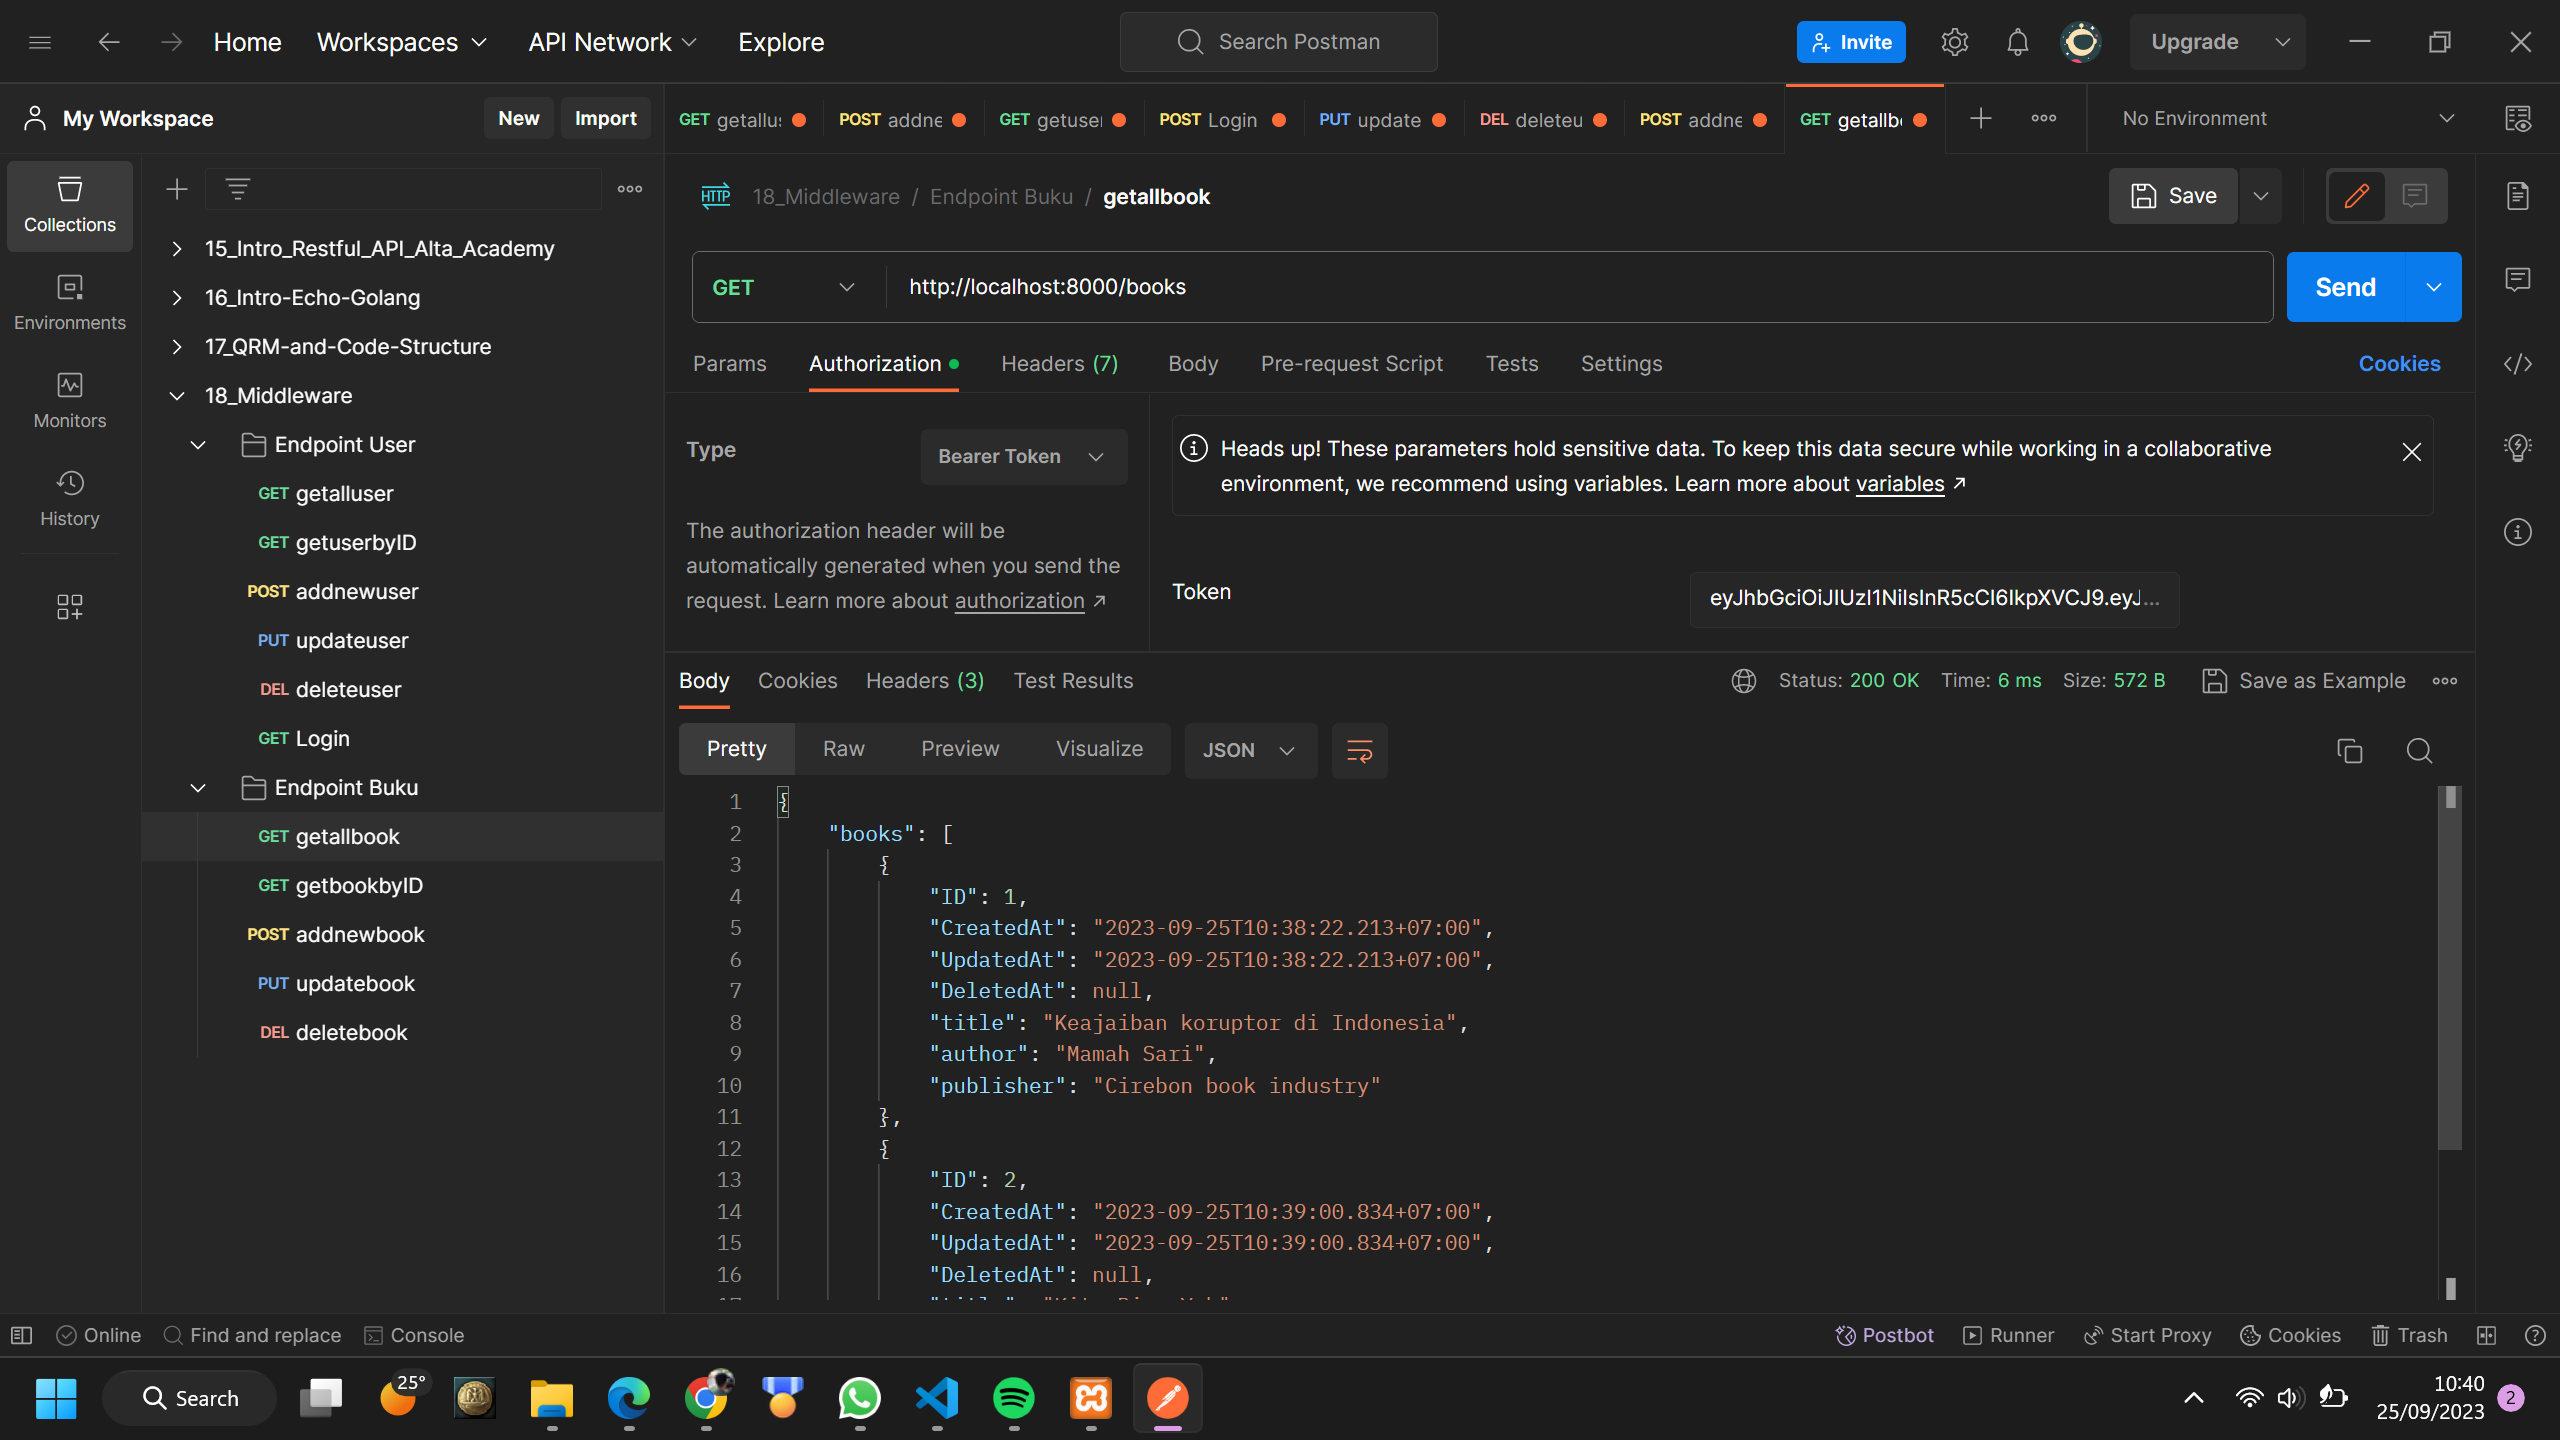 Home
Workspaces
API Network
Explore
Search Postman
Invite
Upgrade
My Workspace
New
Import
GET getallus
POST addne
GET getuser
POST Login
PUT update
DEL deleteu
POST addne
GET getallbo
No Environment
Collections
Environments
Monitors
History
15_Intro_Restful_API_Alta_Academy
16_Intro-Echo-Golang
17_QRM-and-Code-Structure
18_Middleware
Endpoint User
GET getalluser
GET getuserbyID
POST addnewuser
PUT updateuser
DEL deleteuser
GET Login
Endpoint Buku
GET getallbook
GET getbookbyID
POST addnewbook
PUT updatebook
DEL deletebook
HTTP 18_Middleware / Endpoint Buku / getallbook
Save
GET
http://localhost:8000/books
Send
Params
Authorization
Headers (7)
Body
Pre-request Script
Tests
Settings
Cookies
Type
Bearer Token
The authorization header will be
automatically generated when you send the
request. Learn more about authorization ↗
Heads up! These parameters hold sensitive data. To keep this data secure while working in a collaborative
environment, we recommend using variables. Learn more about variables ↗
Token
eyJhbGciOiJIUzI1NiIsInR5cCI6IkpXVCJ9.eyJ...
Body
Cookies
Headers (3)
Test Results
Status: 200 OK
Time: 6 ms
Size: 572 B
Save as Example
Pretty
Raw
Preview
Visualize
JSON
1 {
2 "books": [
3 {
4 "ID": 1,
5 "CreatedAt": "2023-09-25T10:38:22.213+07:00",
6 "UpdatedAt": "2023-09-25T10:38:22.213+07:00",
7 "DeletedAt": null,
8 "title": "Keajaiban koruptor di Indonesia",
9 "author": "Mamah Sari",
10 "publisher": "Cirebon book industry"
11 },
12 {
13 "ID": 2,
14 "CreatedAt": "2023-09-25T10:39:00.834+07:00",
15 "UpdatedAt": "2023-09-25T10:39:00.834+07:00",
16 "DeletedAt": null,
Online
Find and replace
Console
Postbot
Runner
Start Proxy
Cookies
Trash
Search
25°
10:40
25/09/2023
2